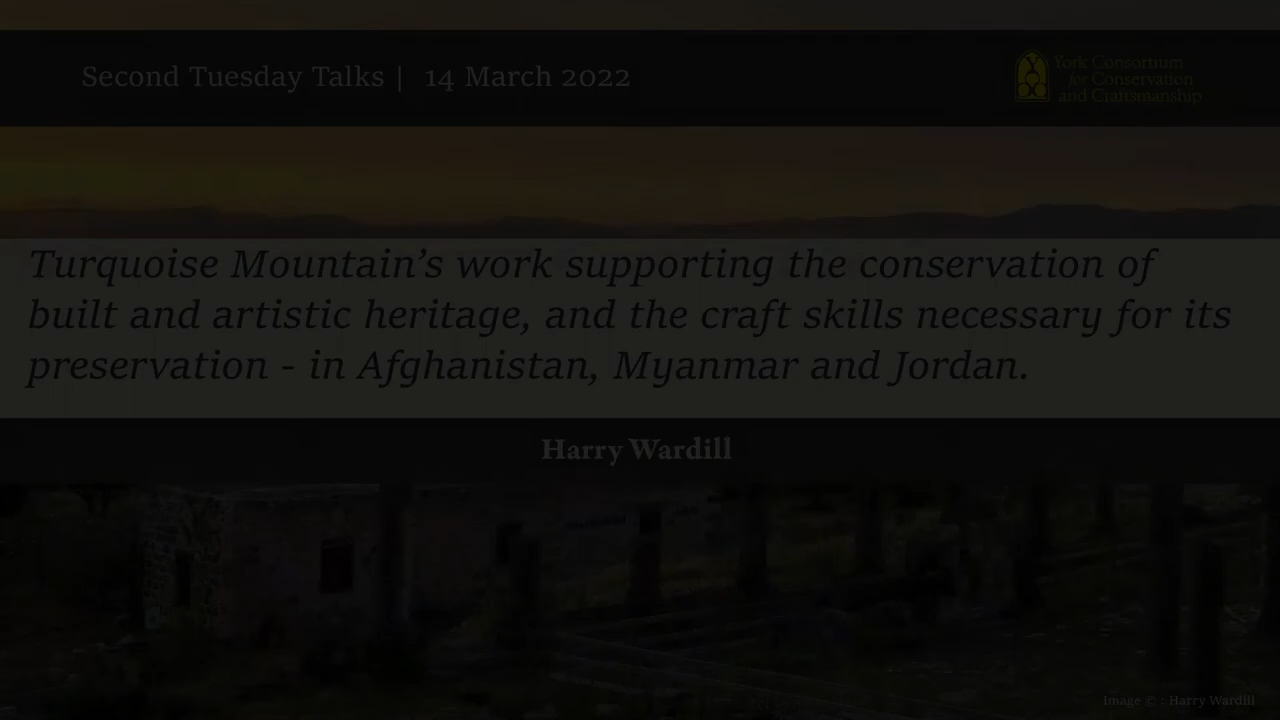 Second Tuesday Talks | 14 March 2022
York Consortium
for Conservation
and Craftsmanship
Turquoise Mountain’s work supporting the conservation of
built and artistic heritage, and the craft skills necessary for its
preservation - in Afghanistan, Myanmar and Jordan.
Harry Wardill
Image © : Harry Wardill